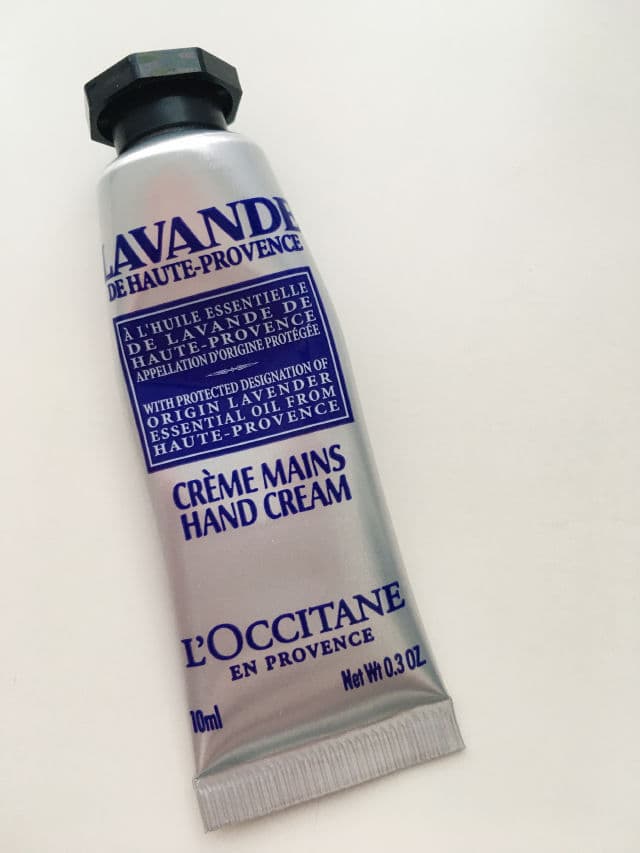 LAVANDE
DE HAUTE-PROVENCE
À L'HUILE ESSENTIELLE
DE LAVANDE DE
HAUTE-PROVENCE
APPELLATION D'ORIGINE PROTÉGÉE
WITH PROTECTED DESIGNATION OF
ORIGIN LAVENDER
ESSENTIAL OIL FROM
HAUTE-PROVENCE
CRÈME MAINS
HAND CREAM
L'OCCITANE
EN PROVENCE
10ml Net Wt 0.3 OZ.